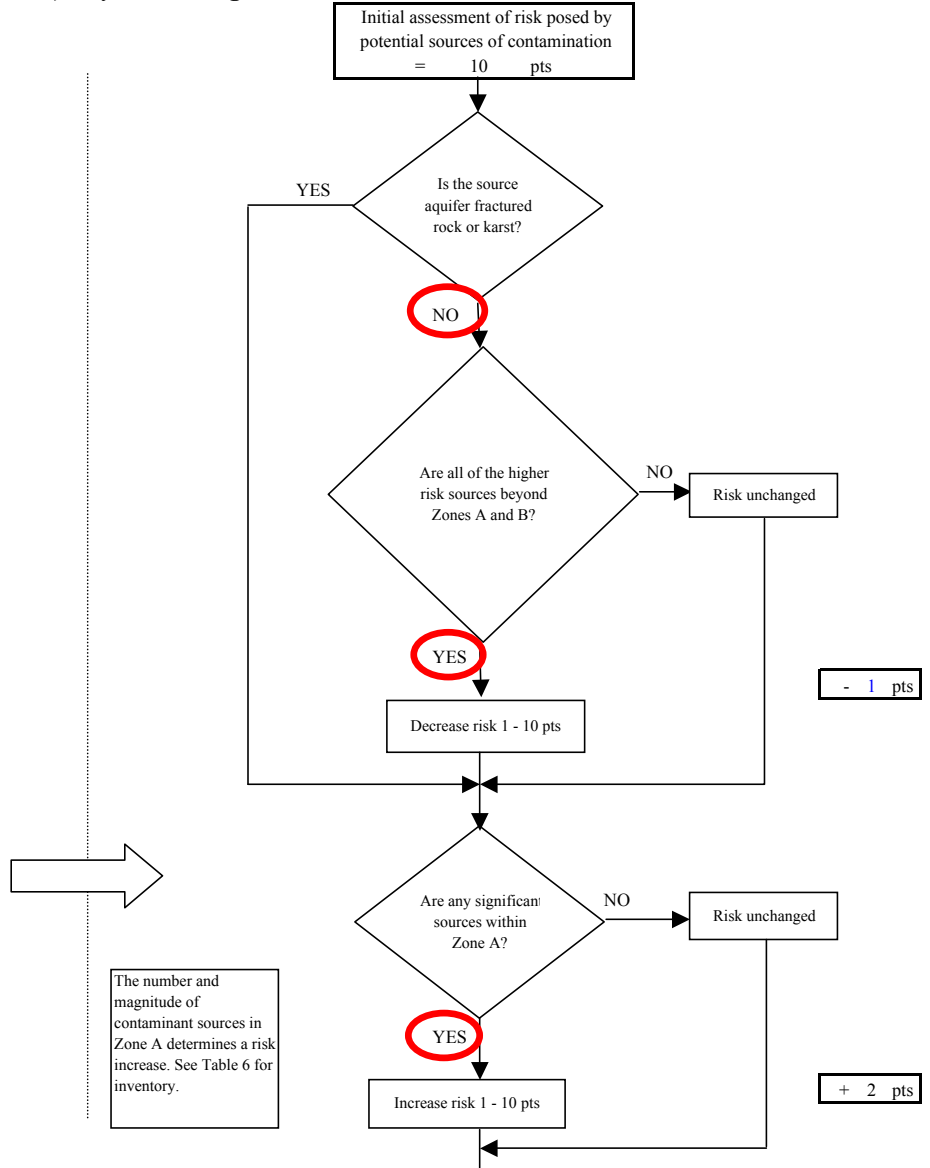 Initial assessment of risk posed by
potential sources of contamination
= 10 pts
YES
Is the source
aquifer fractured
rock or karst?
NO
Are all of the higher
risk sources beyond
Zones A and B?
NO
Risk unchanged
YES
- 1 pts
Decrease risk 1 - 10 pts
Are any significant
sources within
Zone A?
NO
Risk unchanged
The number and
magnitude of
contaminant sources in
Zone A determines a risk
increase. See Table 6 for
inventory.
YES
+ 2 pts
Increase risk 1 - 10 pts